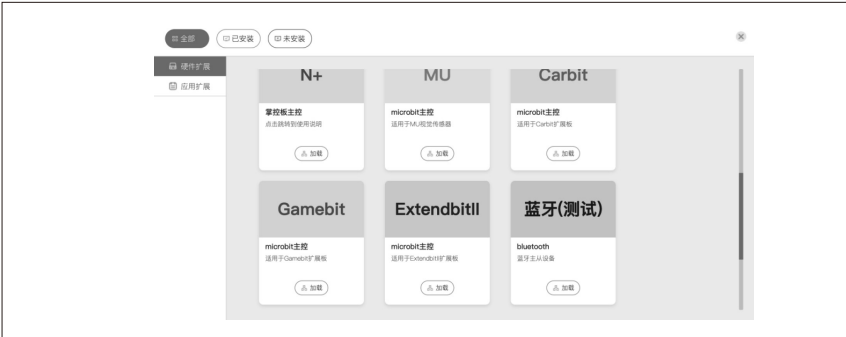 全部 已安装 未安装
硬件扩展
应用扩展
N+ MU Carbit
掌控板主控 microbit主控 microbit主控
点击跳转到使用说明 适用于MU视觉传感器 适用于Carbit扩展板
加载 加载 加载
Gamebit ExtendbitII 蓝牙(测试)
microbit主控 microbit主控 bluetooth
适用于Gamebit扩展板 适用于ExtendbitII扩展板 蓝牙主从设备
加载 加载 加载